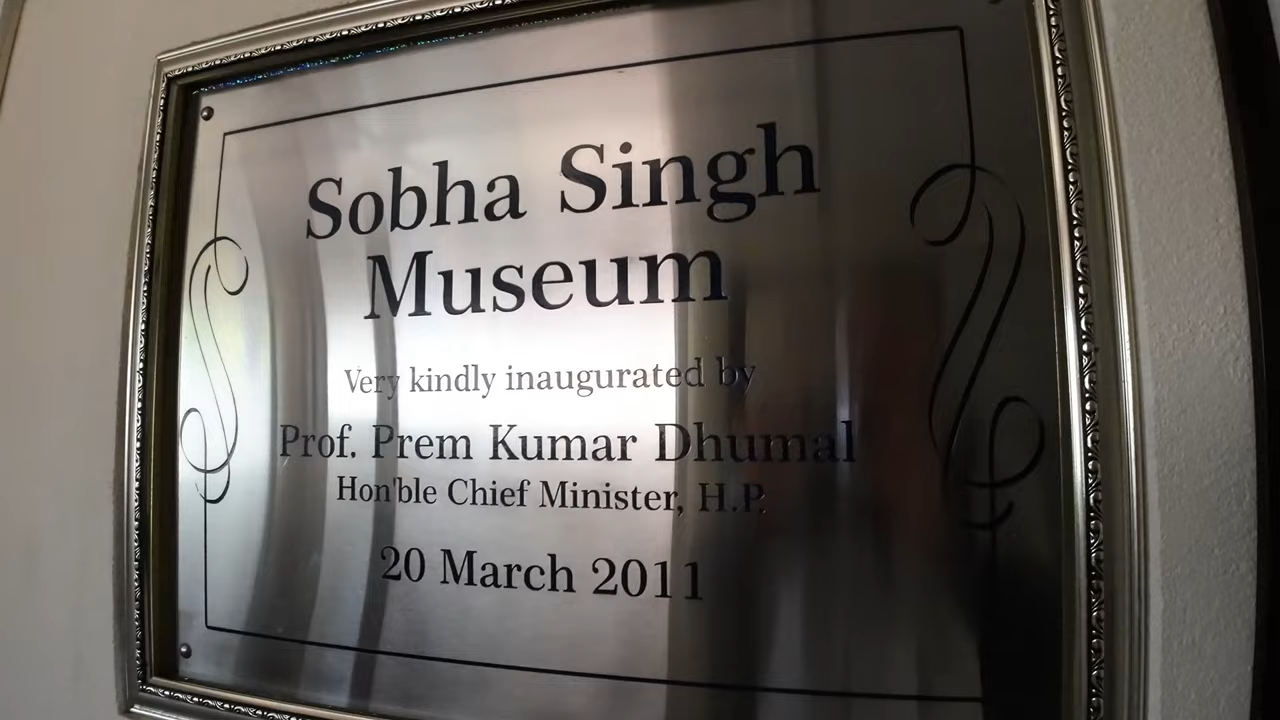 Sobha Singh
Museum
Very kindly inaugurated by
Prof. Prem Kumar Dhumal
Hon'ble Chief Minister, H.P.
20 March 2011